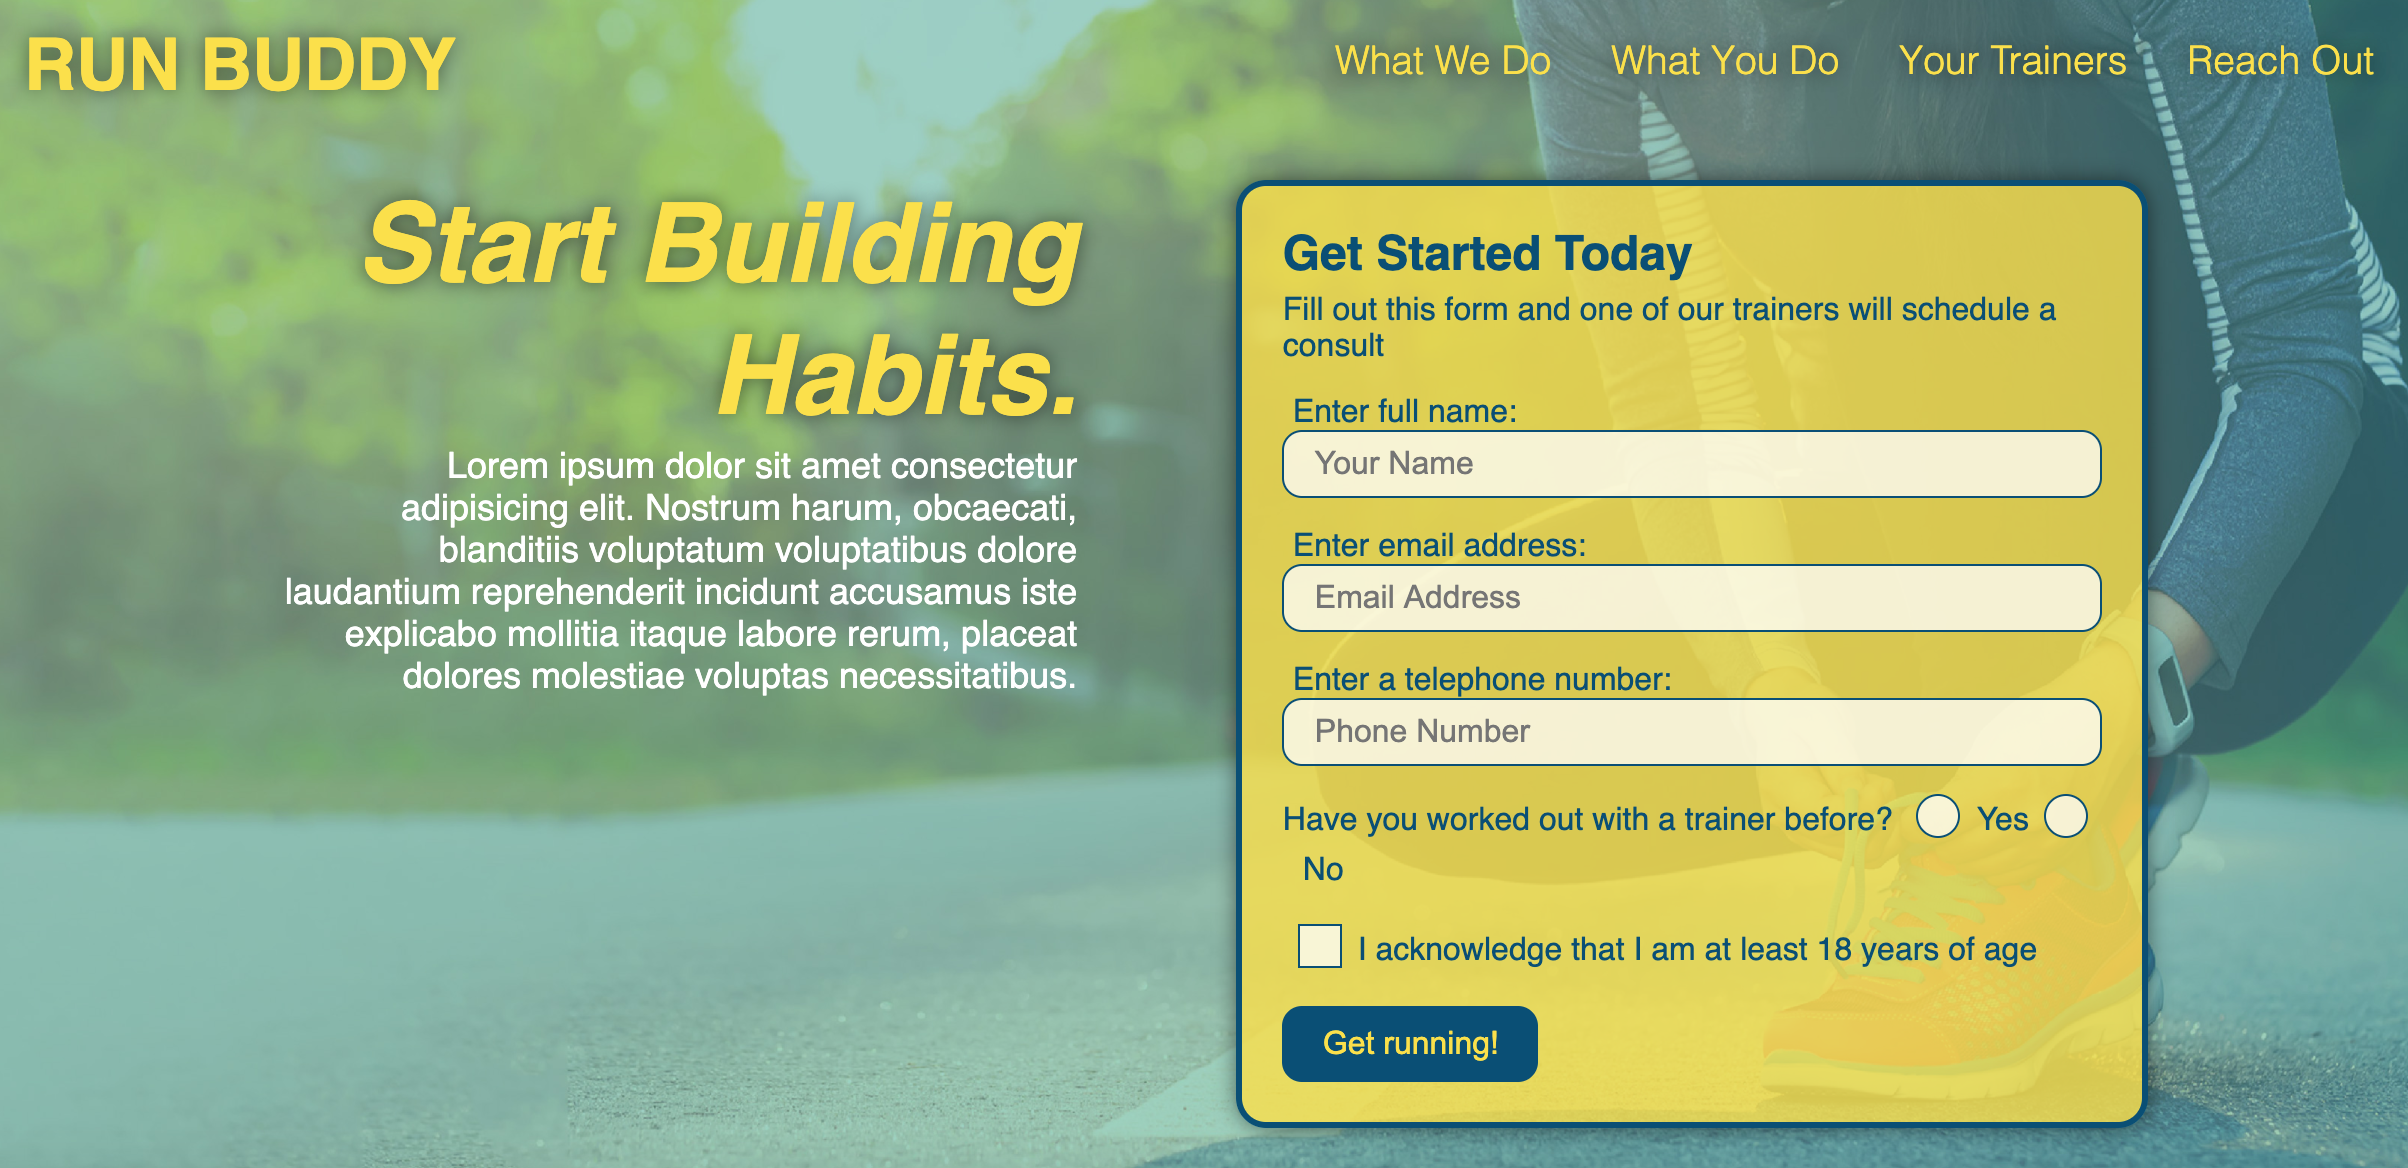 RUN BUDDY
What We Do What You Do Your Trainers Reach Out
Start Building
Habits.
Lorem ipsum dolor sit amet consectetur
adipisicing elit. Nostrum harum, obcaecati,
blanditiis voluptatum voluptatibus dolore
laudantium reprehenderit incidunt accusamus iste
explicabo mollitia itaque labore rerum, placeat
dolores molestiae voluptas necessitatibus.
Get Started Today
Fill out this form and one of our trainers will schedule a
consult
Enter full name:
Your Name
Enter email address:
Email Address
Enter a telephone number:
Phone Number
Have you worked out with a trainer before? Yes
No
I acknowledge that I am at least 18 years of age
Get running!